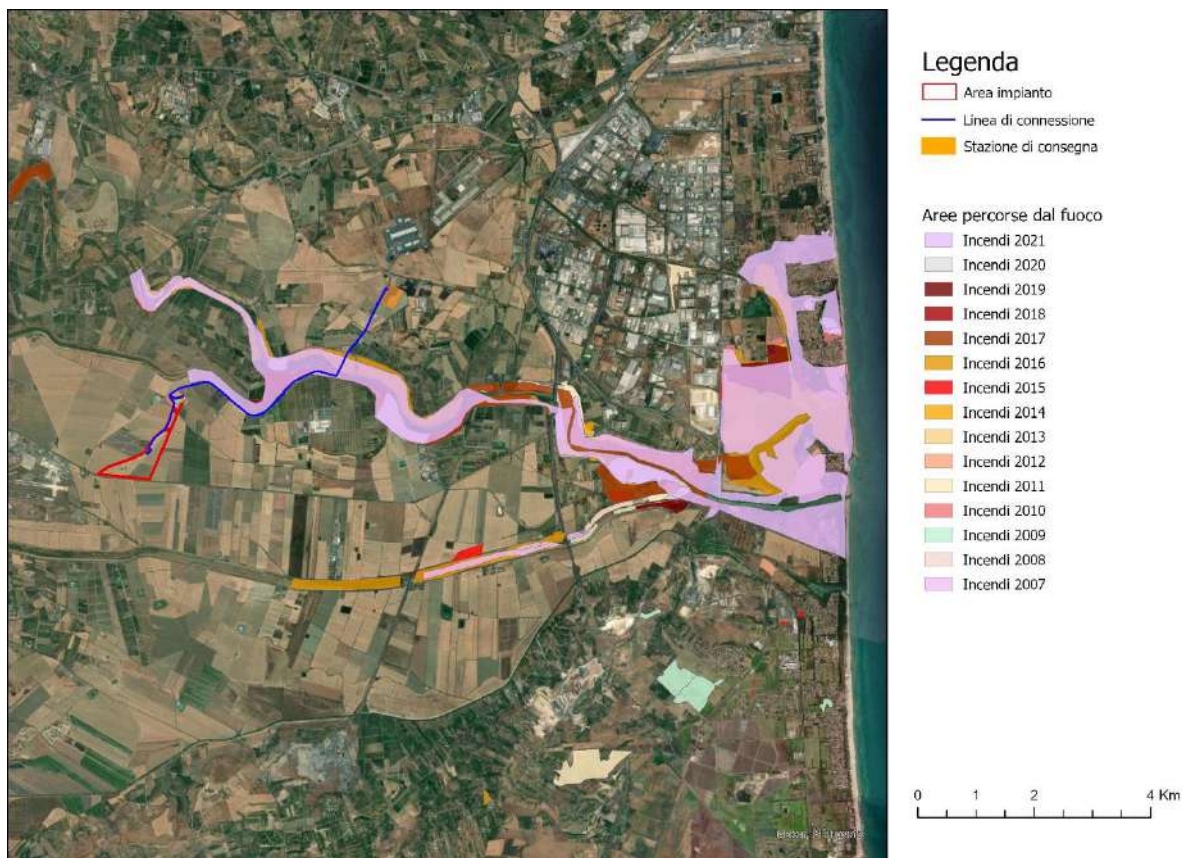 Legenda
Area impianto
Linea di connessione
Stazione di consegna
Aree percorse dal fuoco
Incendi 2021
Incendi 2020
Incendi 2019
Incendi 2018
Incendi 2017
Incendi 2016
Incendi 2015
Incendi 2014
Incendi 2013
Incendi 2012
Incendi 2011
Incendi 2010
Incendi 2009
Incendi 2008
Incendi 2007
0 1 2 4 Km